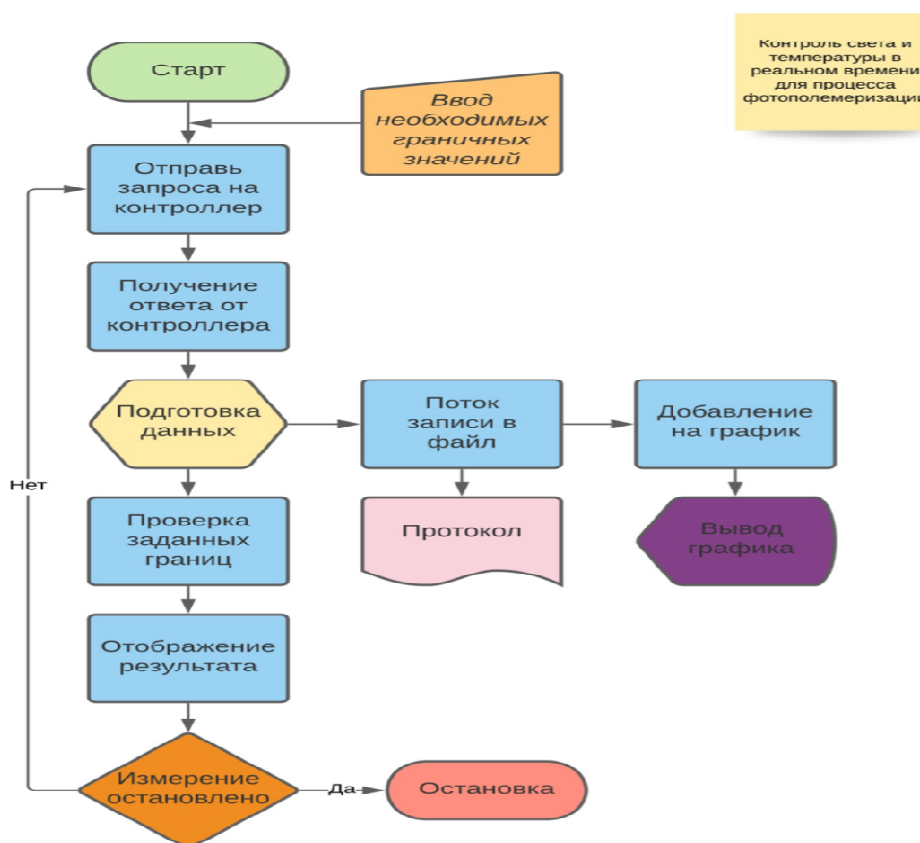 Старт
Ввод
необходимых
граничных
значений
Контроль света и
температуры в
реальном времени
для процесса
фотополемеризации
Отправь
запроса на
контроллер
Получение
ответа от
контроллера
Подготовка
данных
Поток
записи в
файл
Добавление
на график
Нет
Проверка
заданных
границ
Протокол
Вывод
графика
Отображение
результата
Измерение
остановлено
Да
Остановка